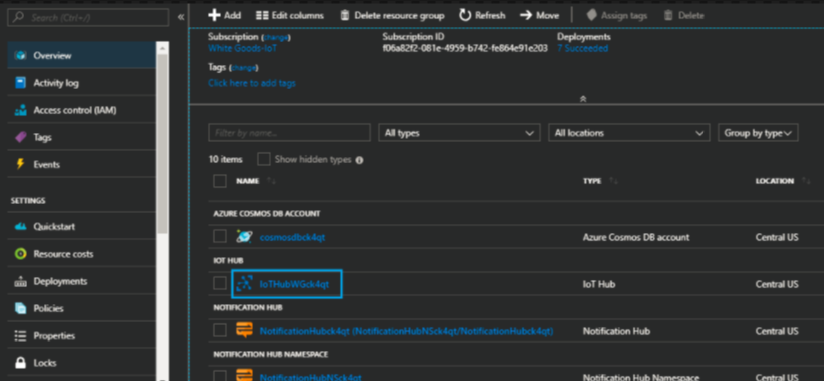 Search (Ctrl+/)
Overview
Activity log
Access control (IAM)
Tags
Events
SETTINGS
Quickstart
Resource costs
Deployments
Policies
Properties
Locks
Add Edit columns Delete resource group Refresh Move Assign tags Delete
Subscription (change) Subscription ID Deployments
White Goods-IoT f06a82f2-081e-4959-b742-fe864e91e203 7 Succeeded
Tags (change)
Click here to add tags
Filter by name... All types All locations Group by type
10 items Show hidden types
NAME TYPE LOCATION
AZURE COSMOS DB ACCOUNT
cosmosdbck4qt Azure Cosmos DB account Central US
IOT HUB
IoTHubWGck4qt IoT Hub Central US
NOTIFICATION HUB
NotificationHubck4qt (NotificationHubNSck4qt/NotificationHubck4qt) Notification Hub Central US
NOTIFICATION HUB NAMESPACE
NotificationHubNSck4qt Notification Hub Namespace Central US